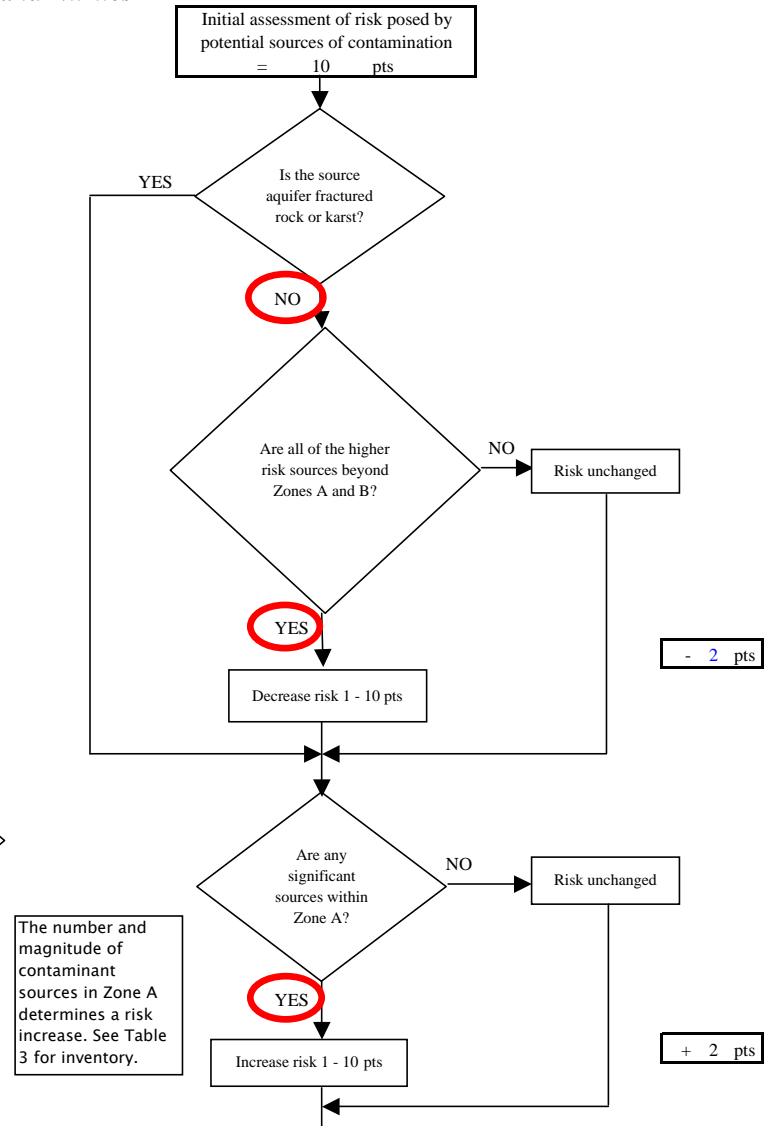 Initial assessment of risk posed by
potential sources of contamination
= 10 pts
YES
Is the source
aquifer fractured
rock or karst?
NO
Are all of the higher
risk sources beyond
Zones A and B?
NO
Risk unchanged
YES
- 2 pts
Decrease risk 1 - 10 pts
Are any
significant
sources within
Zone A?
NO
Risk unchanged
The number and
magnitude of
contaminant
sources in Zone A
determines a risk
increase. See Table
3 for inventory.
YES
+ 2 pts
Increase risk 1 - 10 pts